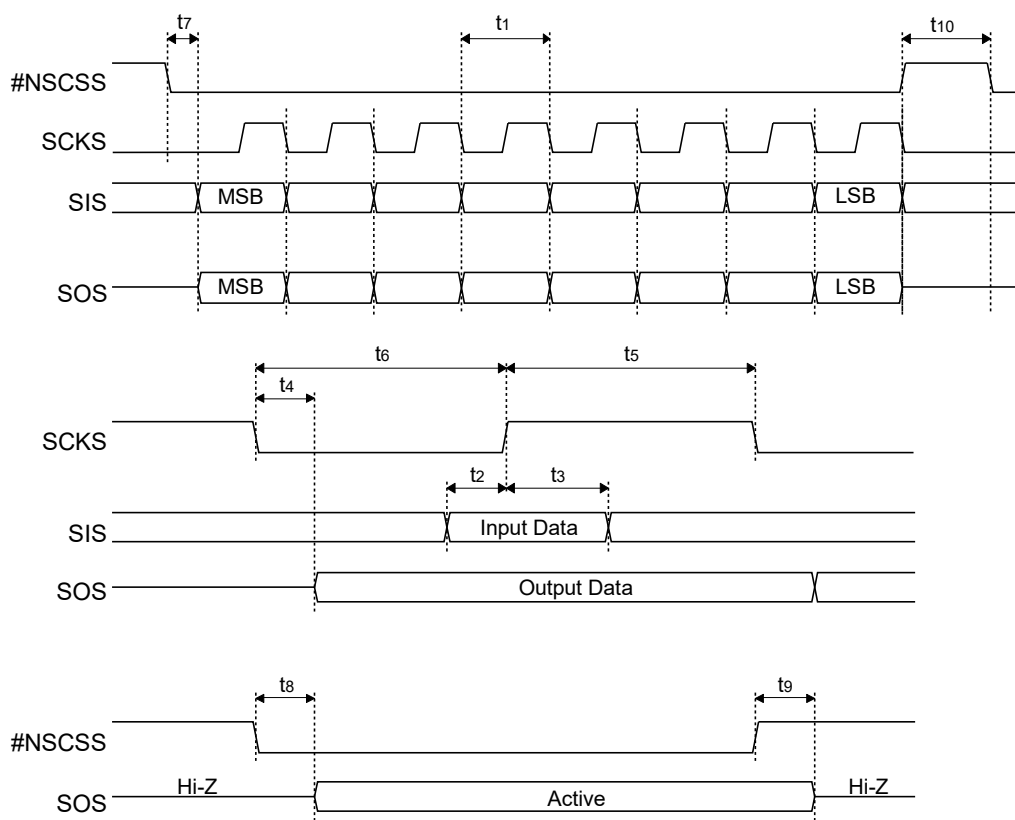 t7 t1 t10
#NSCSS
SCKS
SIS MSB LSB
SOS MSB LSB
t6 t5
t4
SCKS
t2 t3
SIS Input Data
SOS Output Data
t8 t9
#NSCSS
Hi-Z Hi-Z
SOS Active